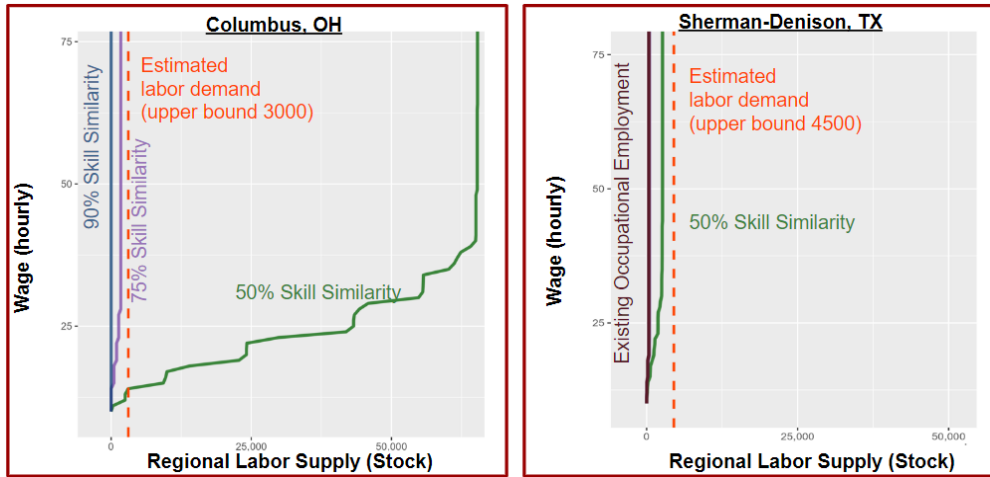 Columbus, OH
75
50
25
Wage (hourly)
90% Skill Similarity
75% Skill Similarity
Estimated
labor demand
(upper bound 3000)
50% Skill Similarity
0
25,000
50,000
Regional Labor Supply (Stock)
Sherman-Denison, TX
75
50
25
Wage (hourly)
Existing Occupational Employment
Estimated
labor demand
(upper bound 4500)
50% Skill Similarity
0
25,000
50,000
Regional Labor Supply (Stock)